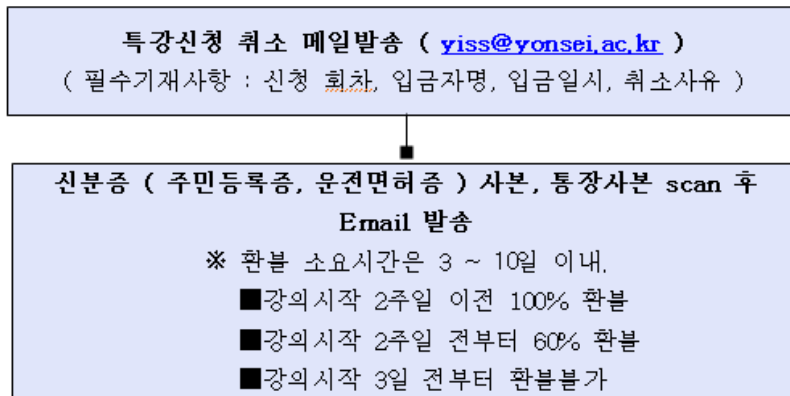 특강신청 취소 메일발송 ( yiss@yonsei.ac.kr )
( 필수기재사항 : 신청 회차, 입금자명, 입금일시, 취소사유 )
신분증 ( 주민등록증, 운전면허증 ) 사본, 통장사본 scan 후
Email 발송
※ 환불 소요시간은 3 ~ 10일 이내.
■강의시작 2주일 이전 100% 환불
■강의시작 2주일 전부터 60% 환불
■강의시작 3일 전부터 환불불가